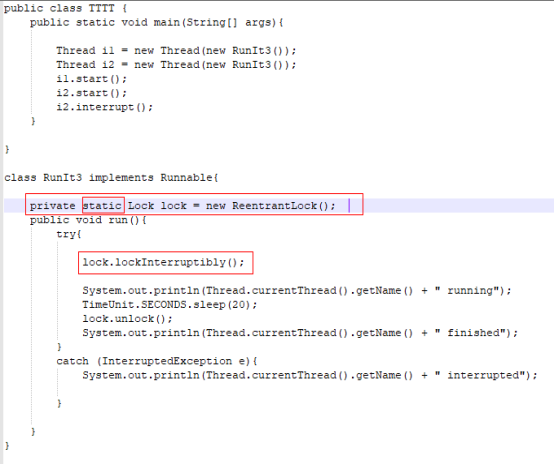 public class TTTT {
    public static void main(String[] args){
        Thread i1 = new Thread(new RunIt3());
        Thread i2 = new Thread(new RunIt3());
        i1.start();
        i2.start();
        i2.interrupt();
    }
}
class RunIt3 implements Runnable{
    private static Lock lock = new ReentrantLock();
    public void run(){
        try{
            lock.lockInterruptibly();
            System.out.println(Thread.currentThread().getName() + " running");
            TimeUnit.SECONDS.sleep(20);
            lock.unlock();
            System.out.println(Thread.currentThread().getName() + " finished");
        }
        catch (InterruptedException e){
            System.out.println(Thread.currentThread().getName() + " interrupted");
        }
    }
}